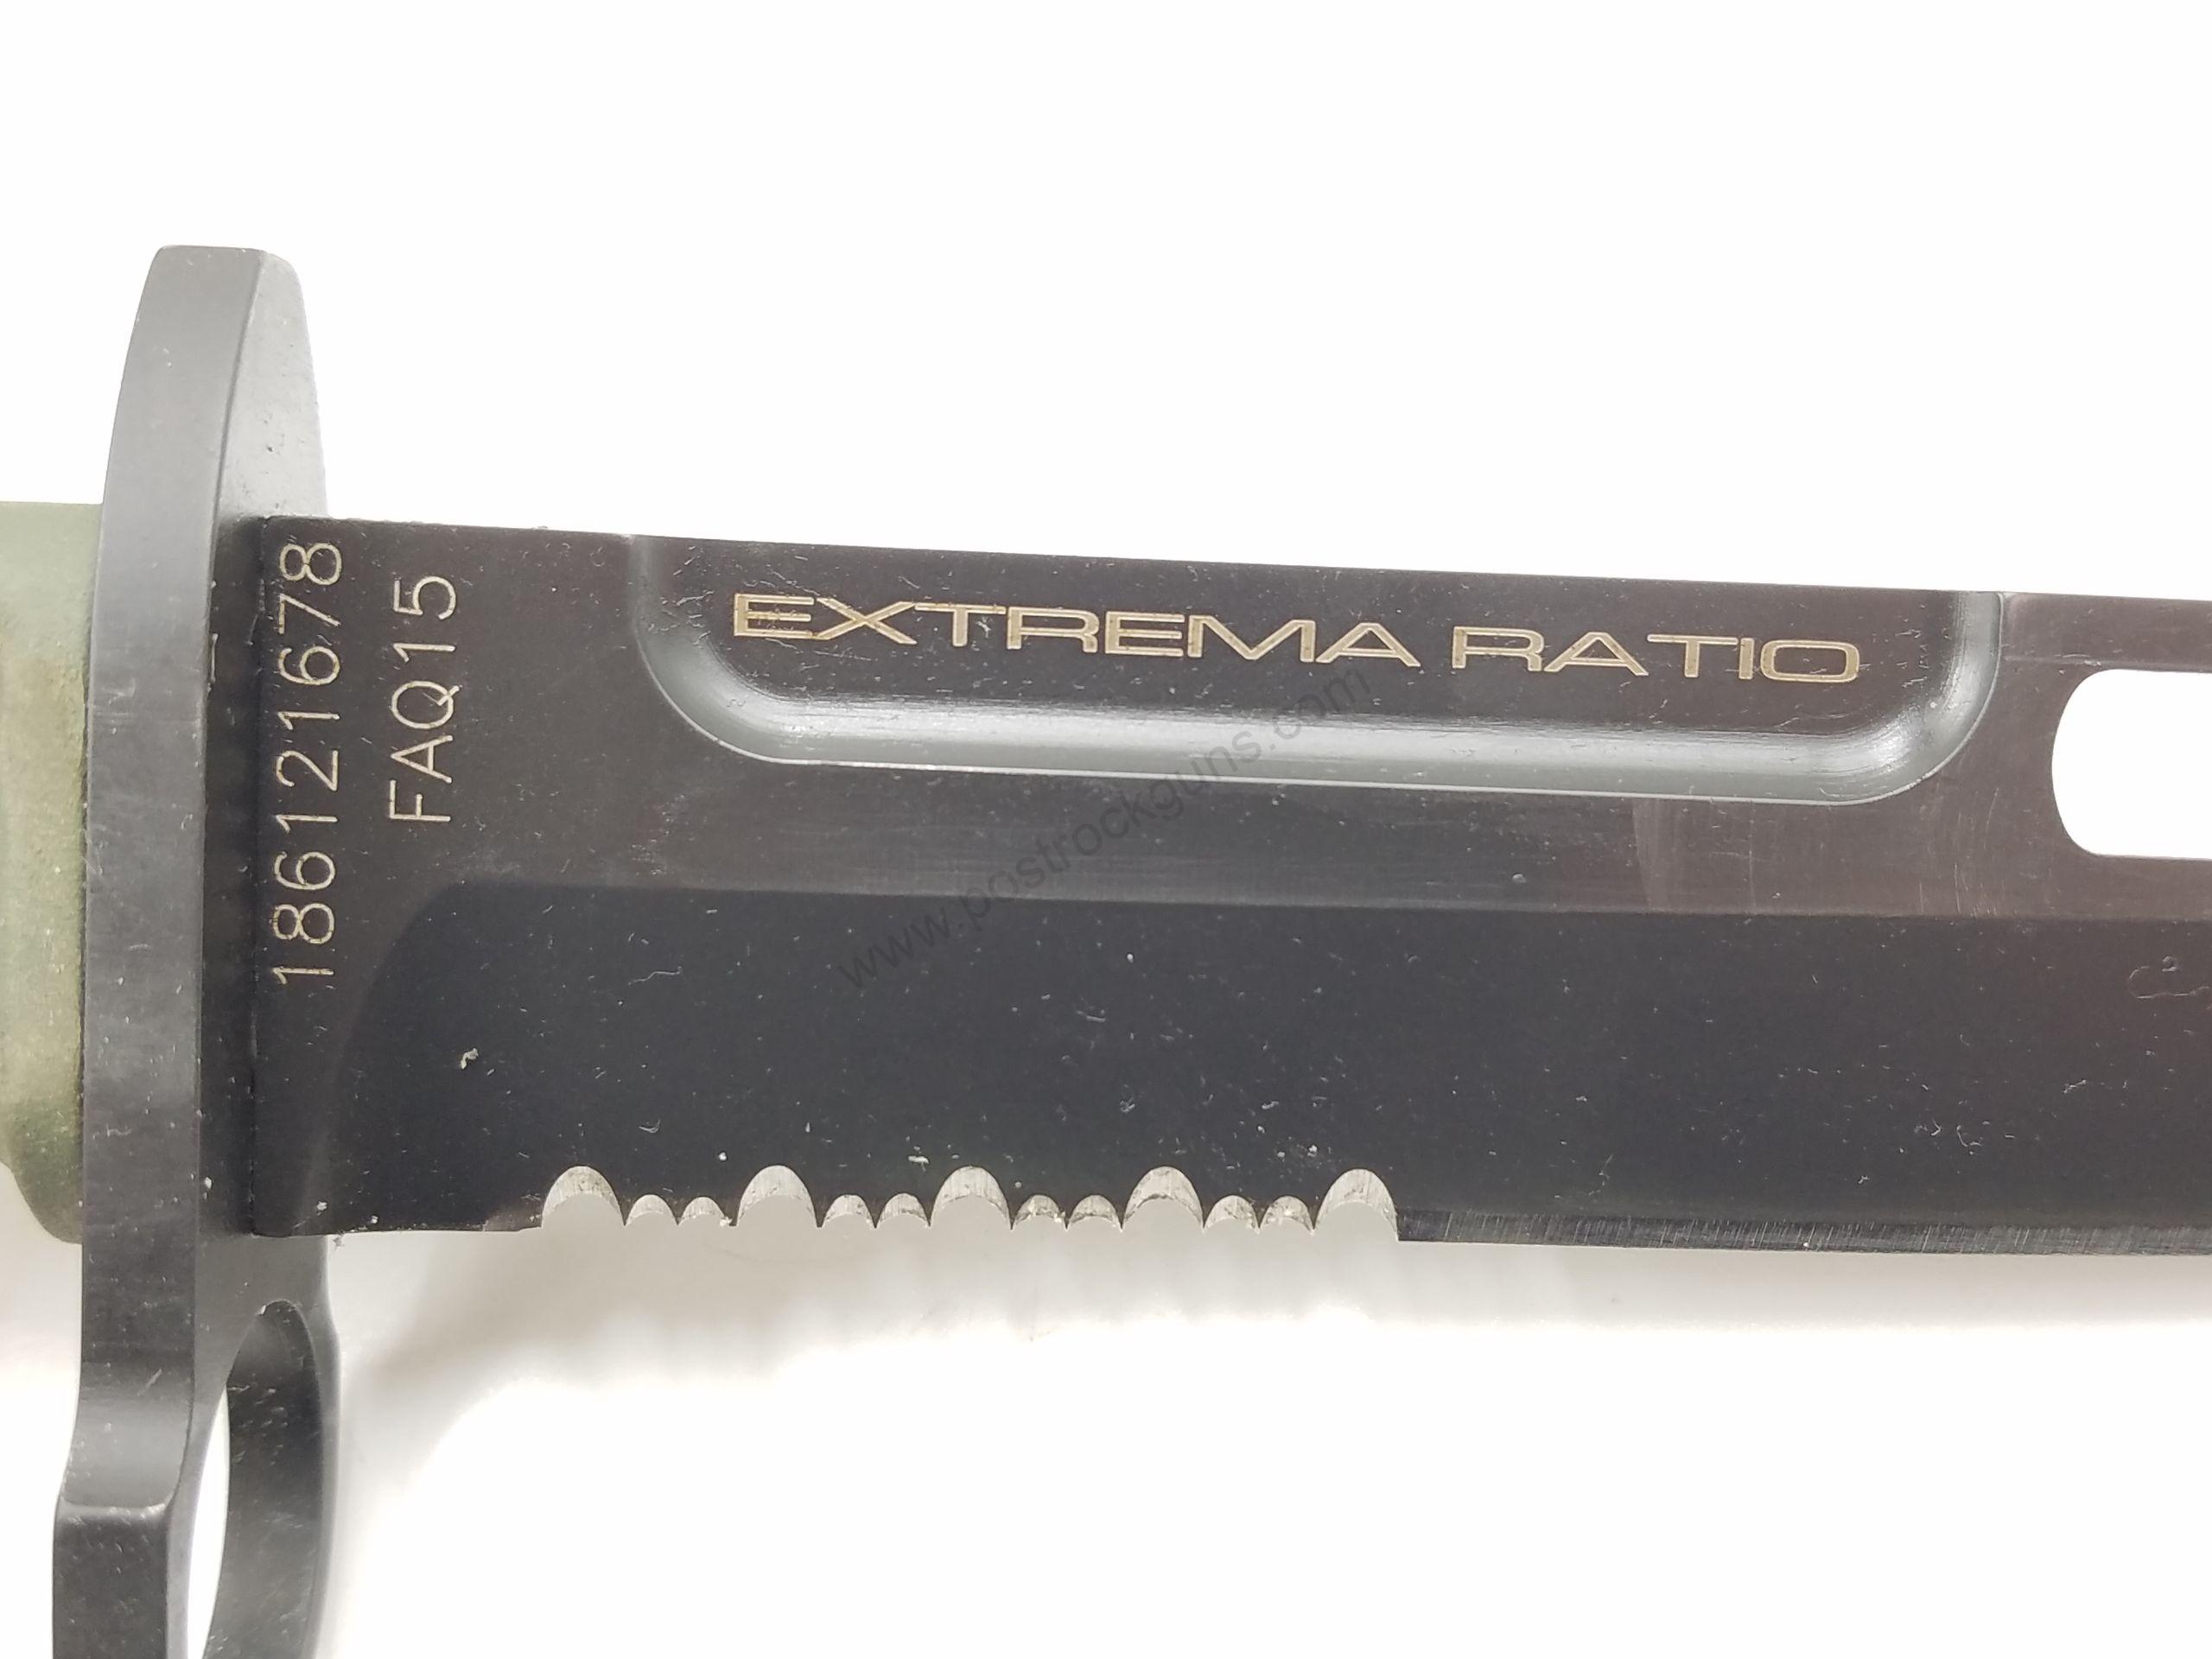 186121678
FAQ15
EXTREMA RATIO
www.postrockguns.com